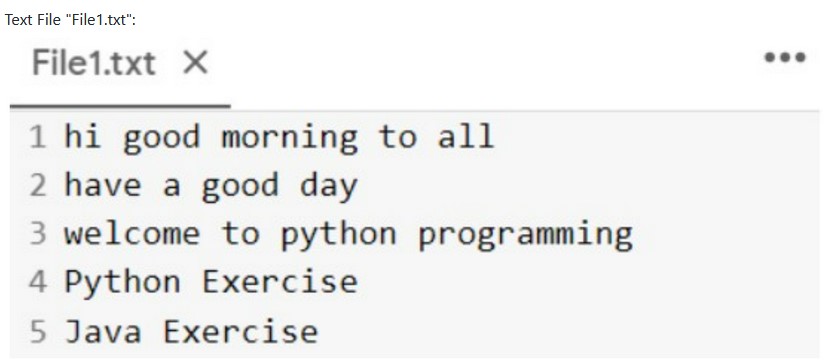 Text File "File1.txt":
File1.txt ✕ •••
1 hi good morning to all
2 have a good day
3 welcome to python programming
4 Python Exercise
5 Java Exercise